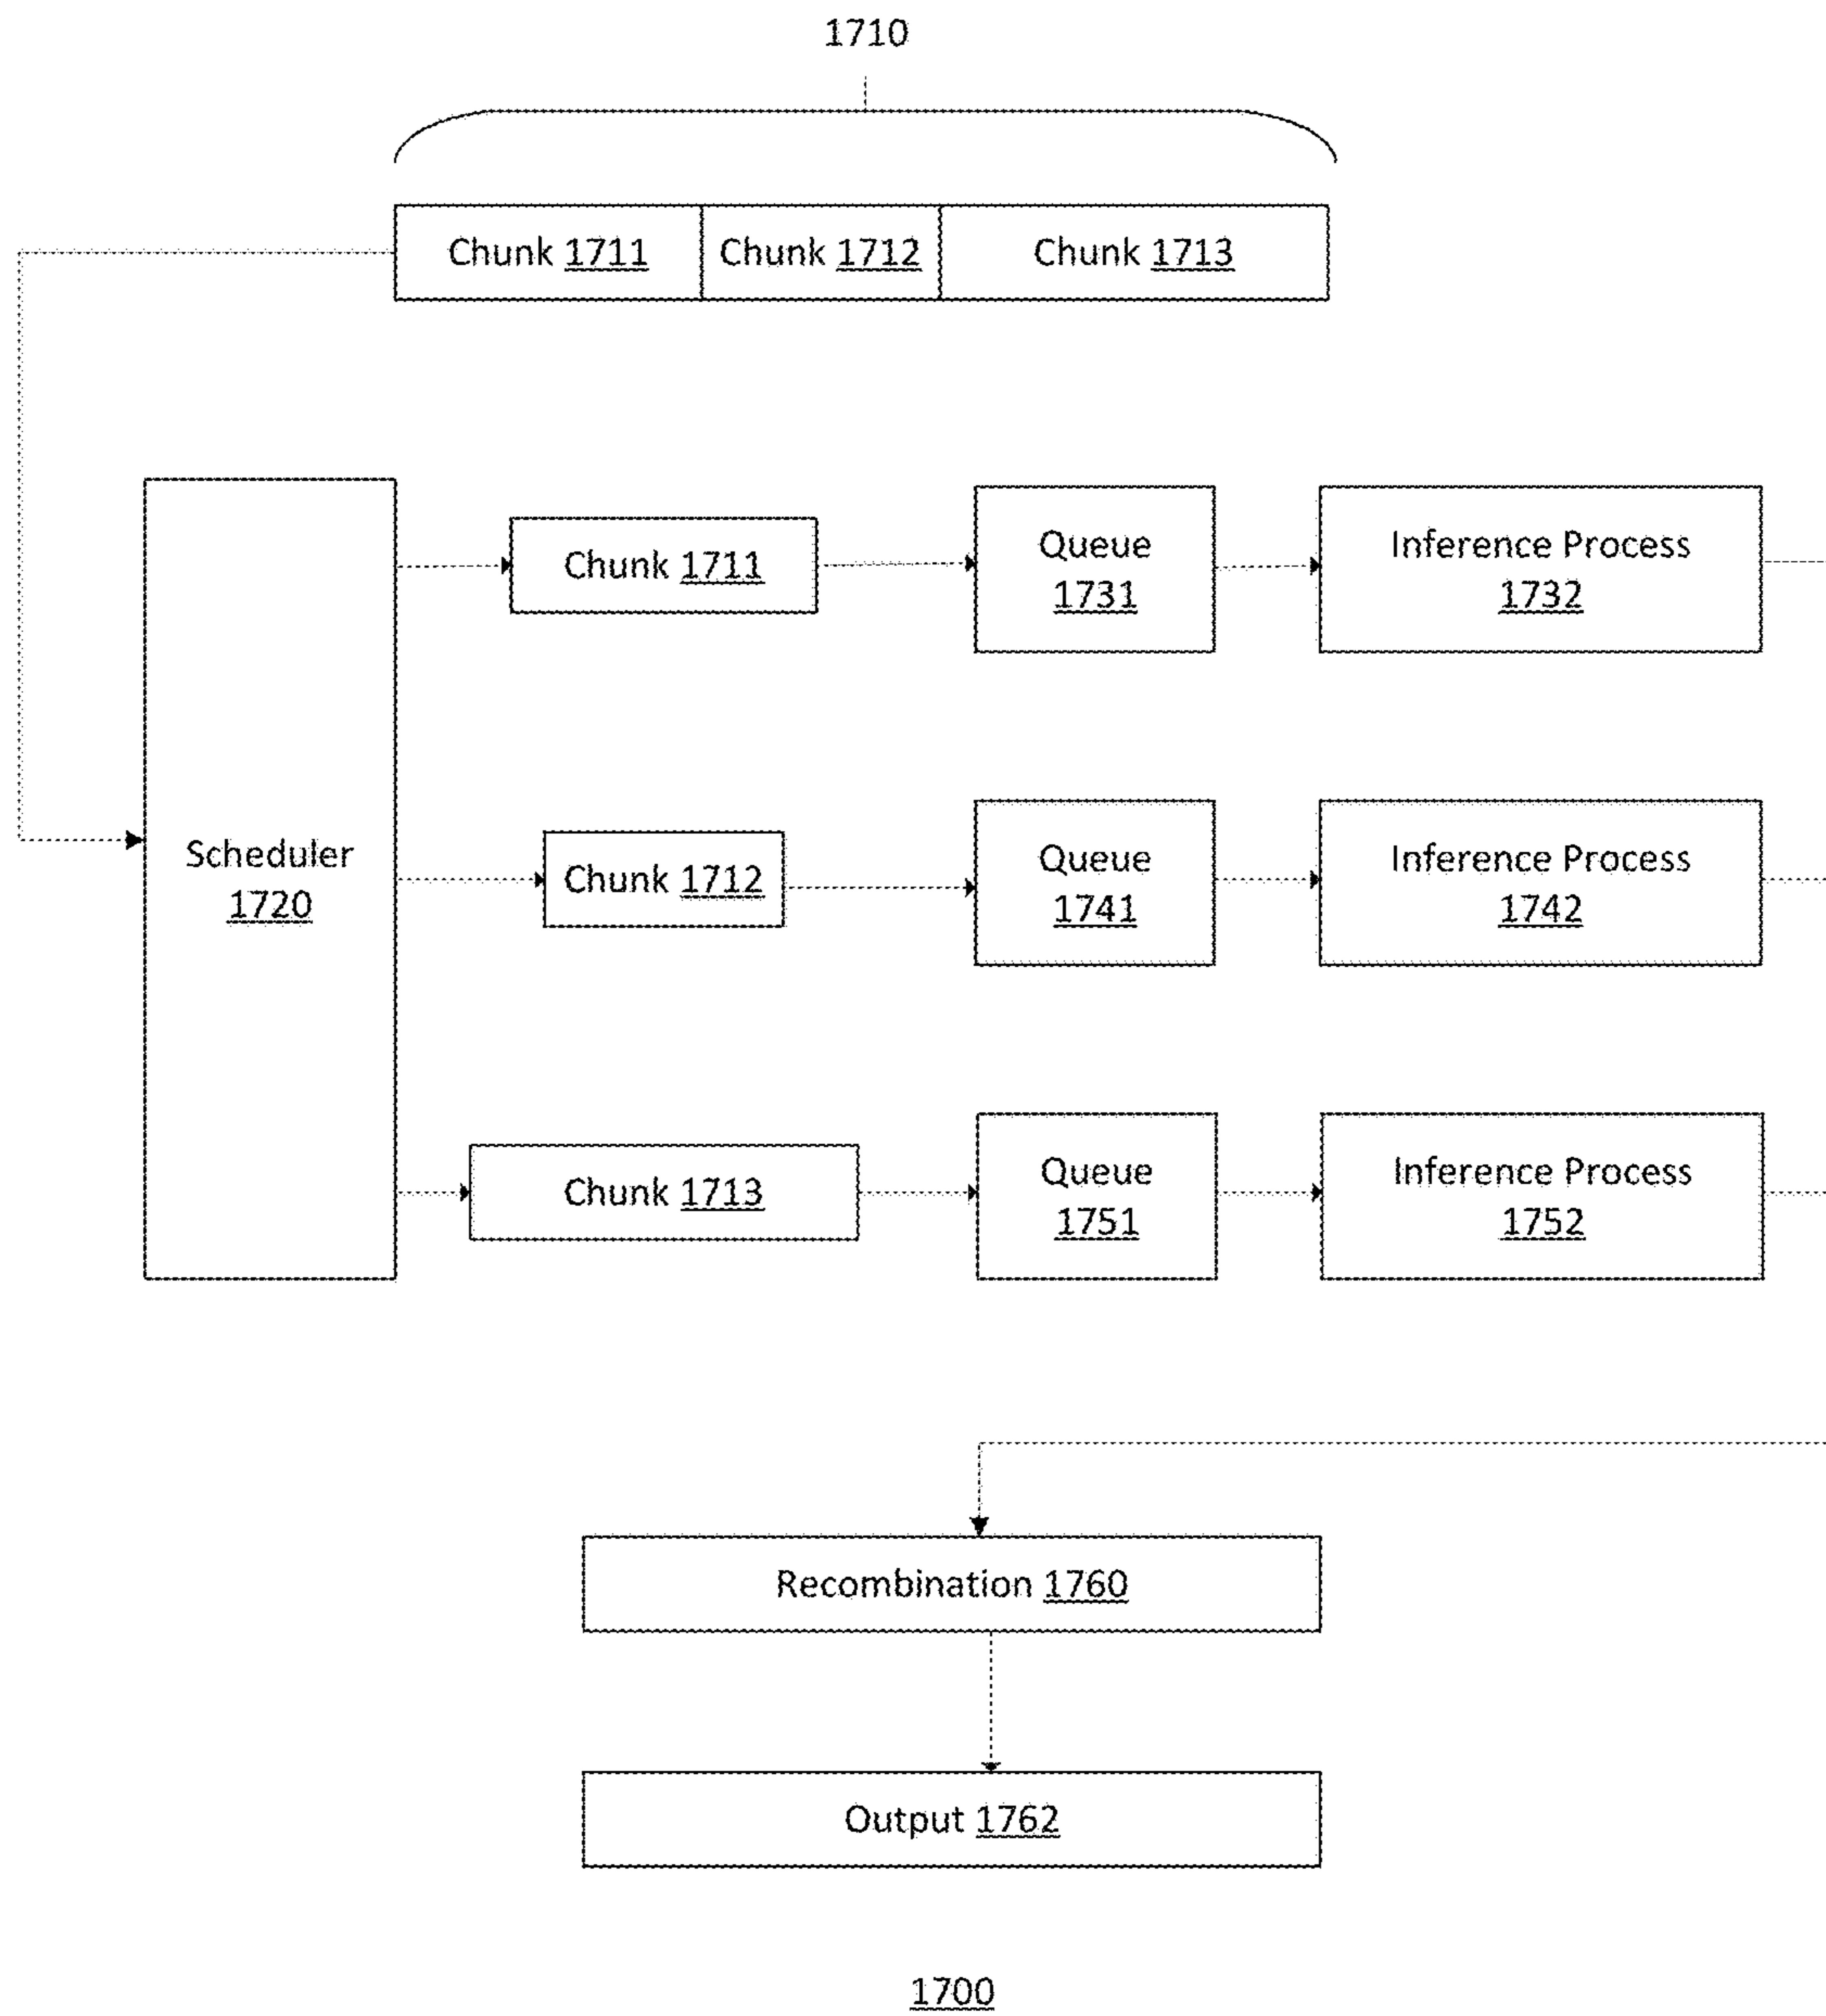 1710
Chunk 1711 Chunk 1712 Chunk 1713
Chunk 1711
Queue
1731
Inference Process
1732
Scheduler
1720
Chunk 1712
Queue
1741
Inference Process
1742
Chunk 1713
Queue
1751
Inference Process
1752
Recombination 1760
Output 1762
1700